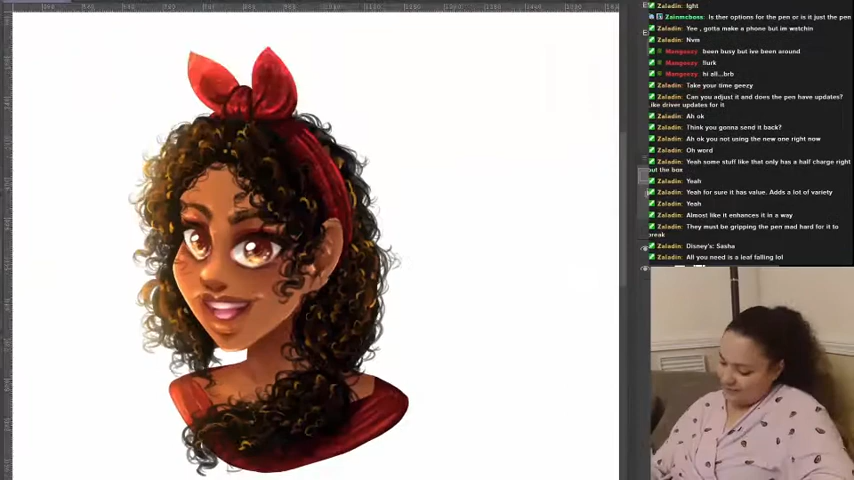 Zaladin: Ight
Zainmcboss: Is ther options for the pen or is it just the pen
Zaladin: Yee , gotta make a phone but im watchin
Zaladin: Nvm
Mangeezy: been busy but ive been around
Mangeezy: !lurk
Mangeezy: hi all...brb
Zaladin: Take your time geezy
Zaladin: Can you adjust it and does the pen have updates?
Like driver updates for it
Zaladin: Ah ok
Zaladin: Think you gonna send it back?
Zaladin: Ah ok you not using the new one right now
Zaladin: Oh word
Zaladin: Yeah some stuff like that only has a half charge right
out the box
Zaladin: Yeah
Zaladin: Yeah for sure it has value. Adds a lot of variety
Zaladin: Yeah
Zaladin: Almost like it enhances it in a way
Zaladin: They must be gripping the pen mad hard for it to
break
Zaladin: Disney's: Sasha
Zaladin: All you need is a leaf falling lol